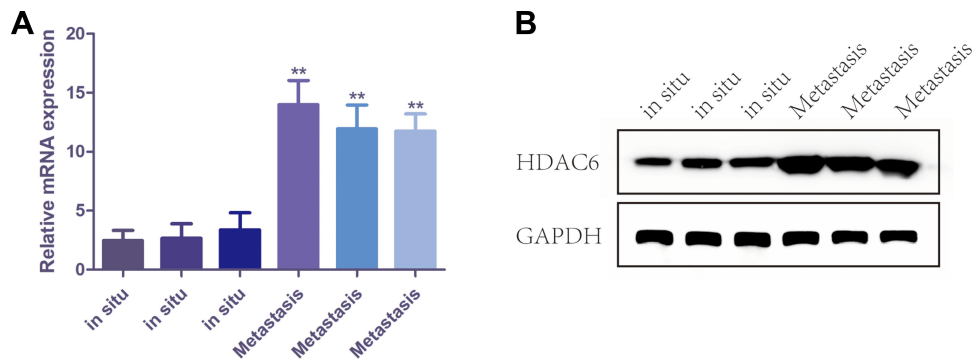 A
Relative mRNA expression
20
15
10
5
0
**
**
**
in situ
in situ
in situ
Metastasis
Metastasis
Metastasis
B
in situ
in situ
in situ
Metastasis
Metastasis
Metastasis
HDAC6
GAPDH